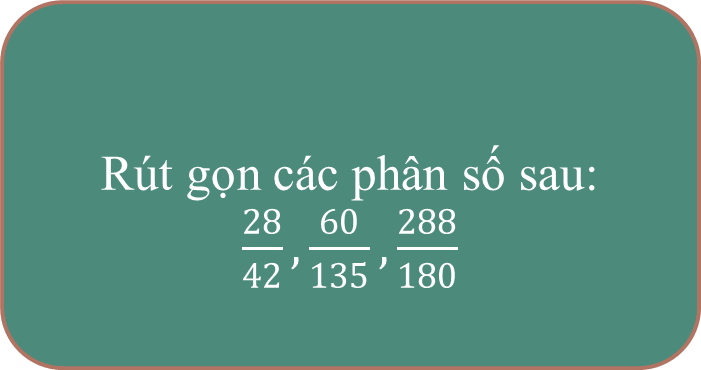 Rút gọn các phân số sau:
28/42, 60/135, 288/180